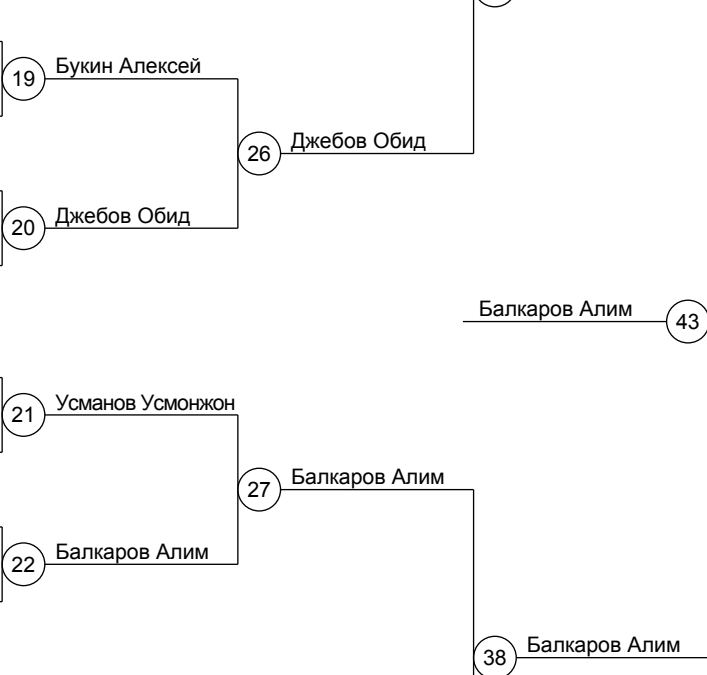 19 Букин Алексей
26 Джебов Обид
20 Джебов Обид
Балкаров Алим 43
21 Усманов Усмонжон
27 Балкаров Алим
22 Балкаров Алим
38 Балкаров Алим